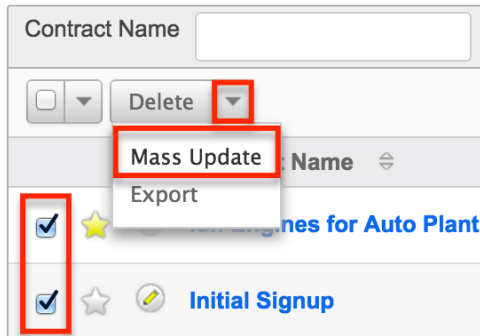 Contract Name
Delete
Mass Update
Name
Export
Engines for Auto Plant
Initial Signup